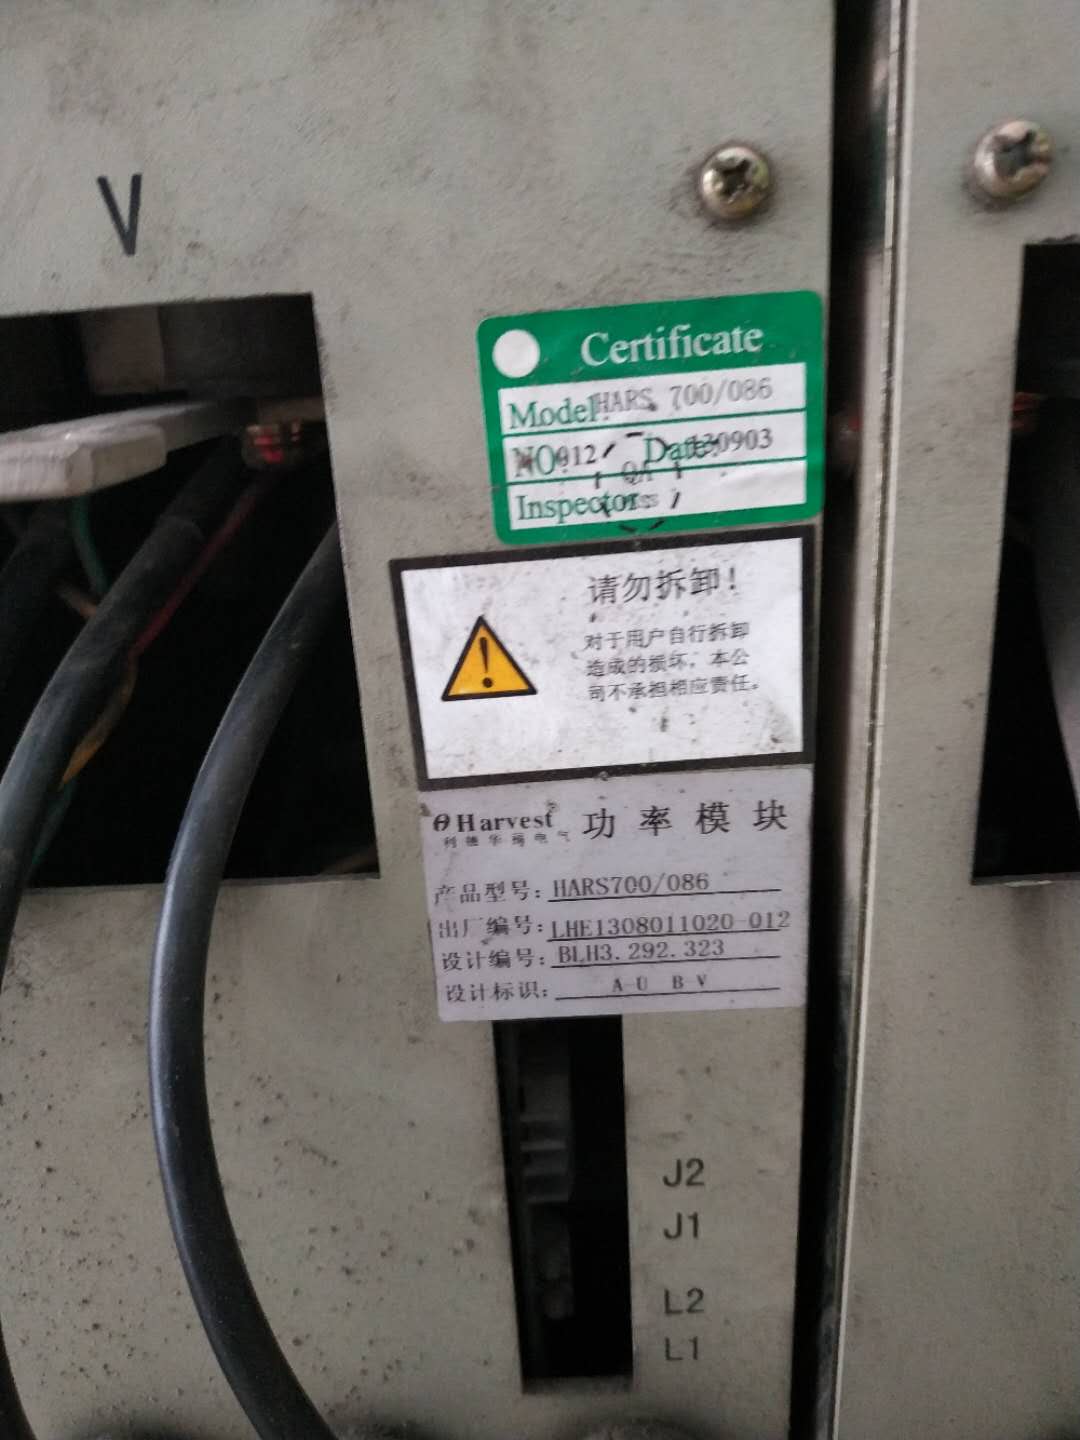 V
Certificate
Model HARS 700/086
NO 012 Date 130903
Inspector
QA
请勿拆卸!
对于用户自行拆卸
造成的损坏,本公
司不承担相应责任。
Harvest 功率模块
利德华福电气
产品型号: HARS700/086
出厂编号: LHE1308011020-012
设计编号: BLH3.292.323
设计标识: A-U B-V
J2
J1
L2
L1